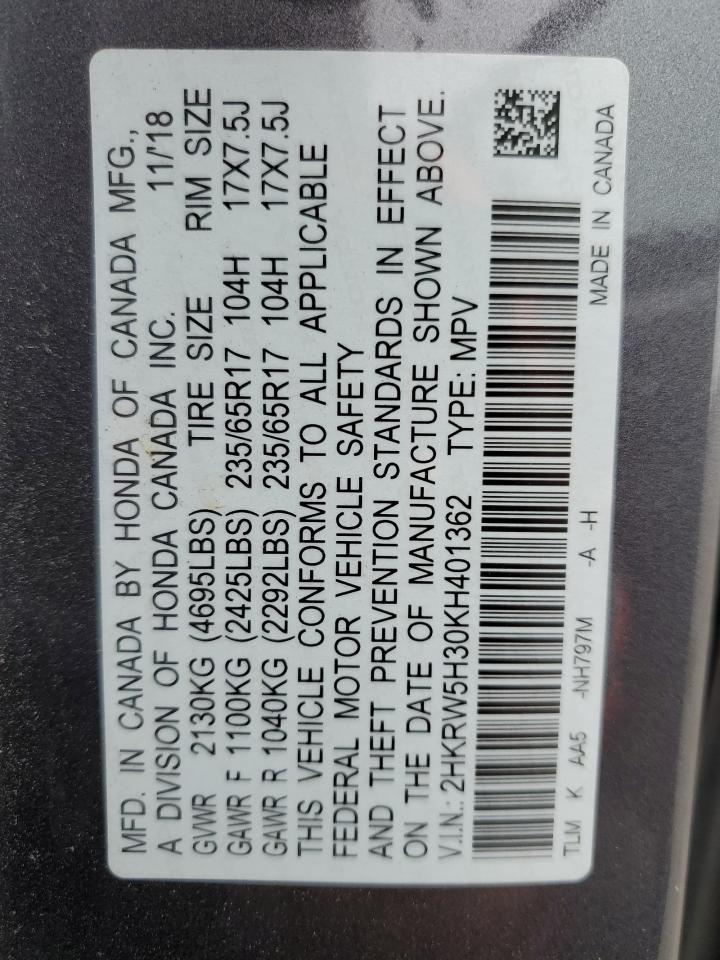 MFD. IN CANADA BY HONDA OF CANADA MFG.,
A DIVISION OF HONDA CANADA INC. 11/'18
GVWR 2130KG (4695LBS) TIRE SIZE RIM SIZE
GAWR F 1100KG (2425LBS) 235/65R17 104H 17X7.5J
GAWR R 1040KG (2292LBS) 235/65R17 104H 17X7.5J
THIS VEHICLE CONFORMS TO ALL APPLICABLE
FEDERAL MOTOR VEHICLE SAFETY
AND THEFT PREVENTION STANDARDS IN EFFECT
ON THE DATE OF MANUFACTURE SHOWN ABOVE.
V.I.N.: 2HKRW5H30KH401362 TYPE: MPV
TLM K AA5 -NH797M -A -H MADE IN CANADA